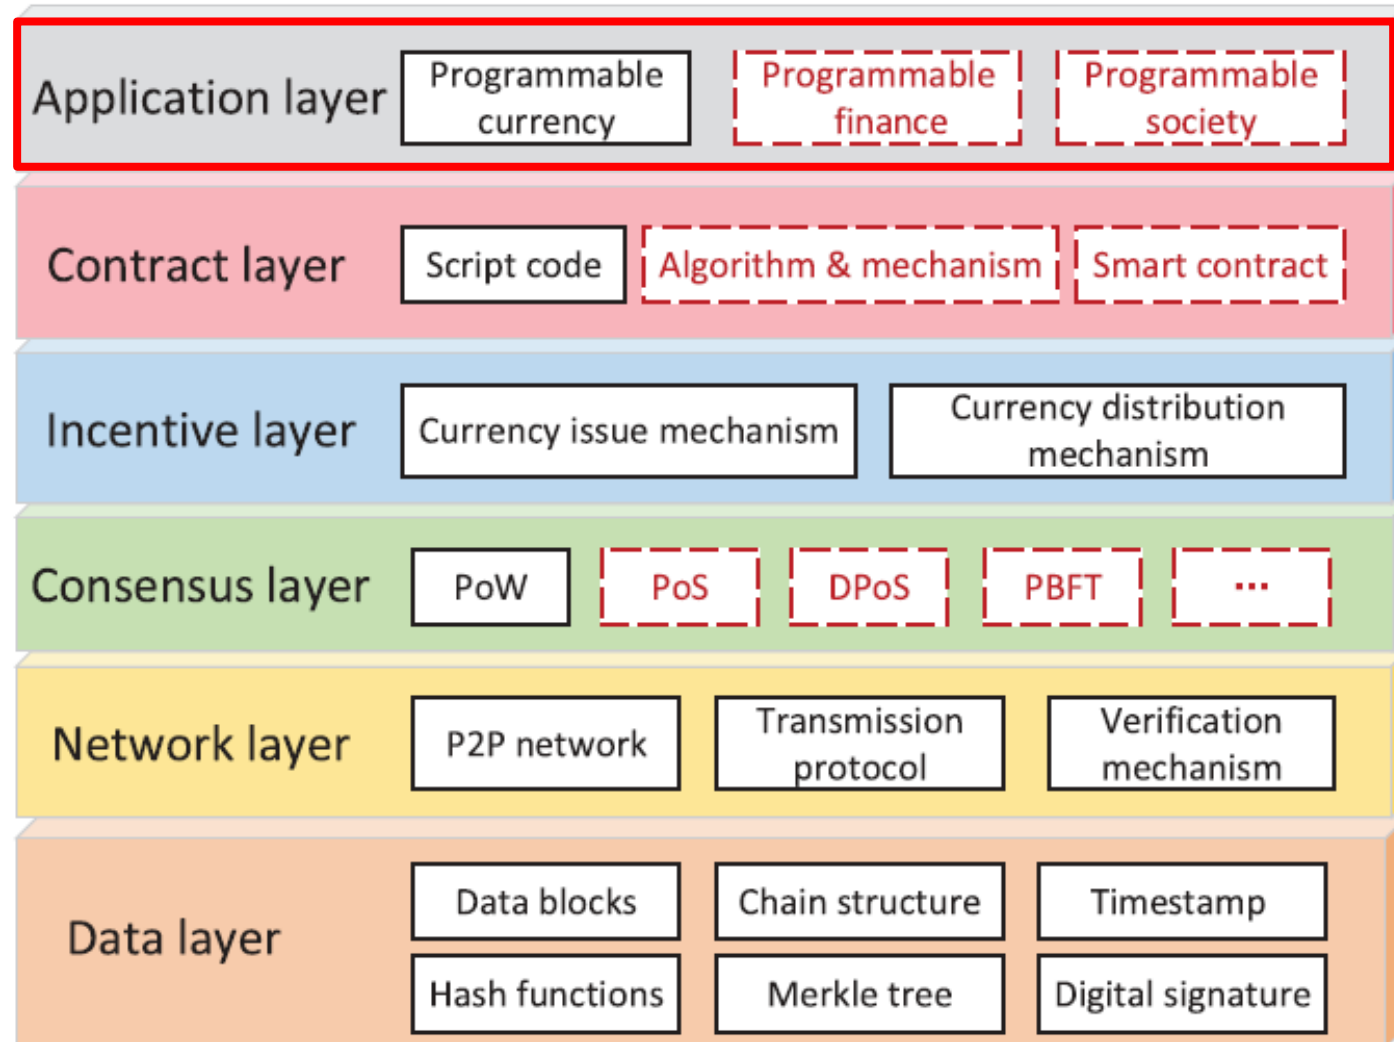 Application layer
Programmable
currency
Programmable
finance
Programmable
society
Contract layer
Script code
Algorithm & mechanism
Smart contract
Incentive layer
Currency issue mechanism
Currency distribution
mechanism
Consensus layer
PoW
PoS
DPoS
PBFT
...
Network layer
P2P network
Transmission
protocol
Verification
mechanism
Data layer
Data blocks
Chain structure
Timestamp
Hash functions
Merkle tree
Digital signature